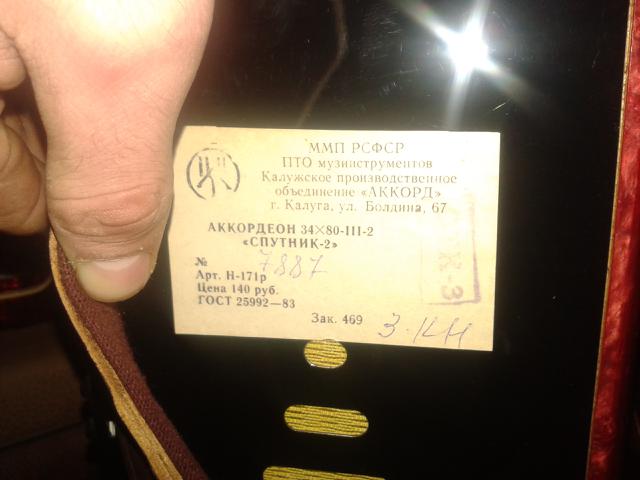 ММП РСФСР
ПТО музинструментов
Калужское производственное
объединение «АККОРД»
г. Калуга, ул. Болдина, 67
АККОРДЕОН 34×80-III-2
«СПУТНИК-2»
№ 7887
Арт. Н-171р
Цена 140 руб.
ГОСТ 25992—83
Зак. 469